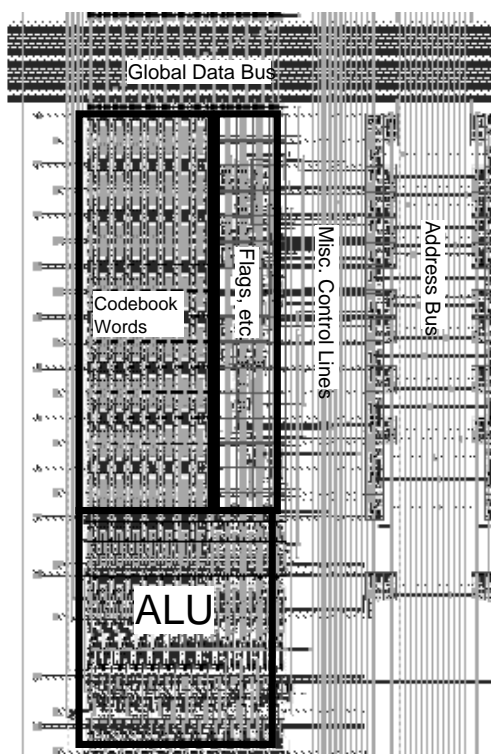 Global Data Bus
Codebook
Words
Flags, etc
Misc. Control Lines
Address Bus
ALU